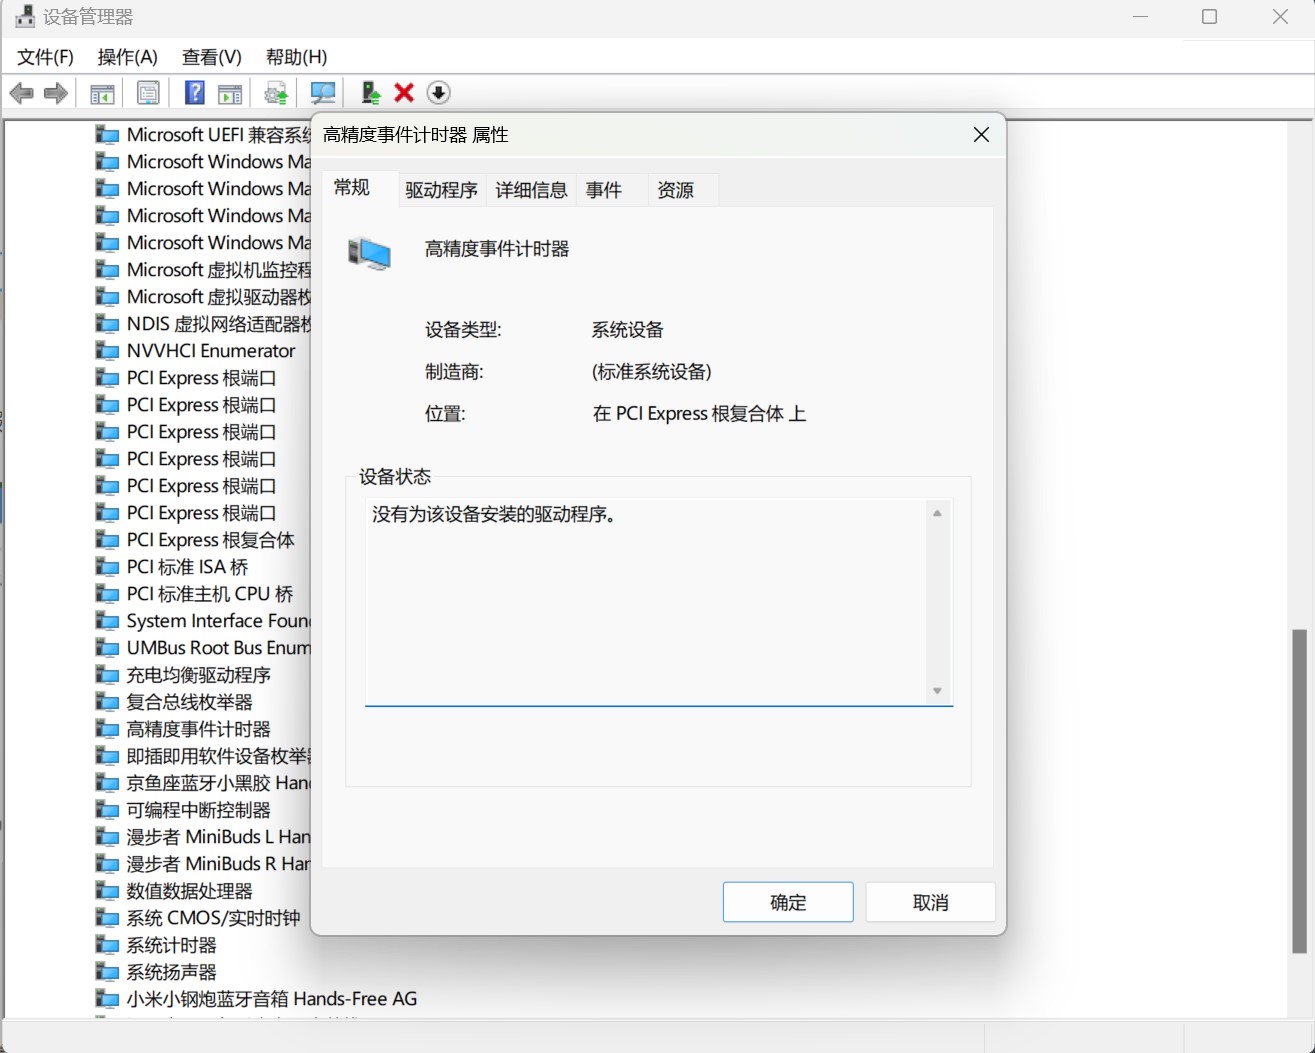 设备管理器
文件(F) 操作(A) 查看(V) 帮助(H)
Microsoft UEFI 兼容系
Microsoft Windows Ma
Microsoft Windows Ma
Microsoft Windows Ma
Microsoft Windows Ma
Microsoft 虚拟机监控程
Microsoft 虚拟驱动器
NDIS 虚拟网络适配器
NVVHCI Enumerator
PCI Express 根端口
PCI Express 根端口
PCI Express 根端口
PCI Express 根端口
PCI Express 根端口
PCI Express 根端口
PCI Express 根复合体
PCI 标准 ISA 桥
PCI 标准主机 CPU 桥
System Interface Foun
UMBus Root Bus Enum
充电均衡驱动程序
复合总线枚举器
高精度事件计时器
即插即用软件设备枚举
京鱼座蓝牙小黑胶 Han
可编程中断控制器
漫步者 MiniBuds L Han
漫步者 MiniBuds R Har
数值数据处理器
系统 CMOS/实时时钟
系统计时器
系统扬声器
小米小钢炮蓝牙音箱 Hands-Free AG
高精度事件计时器 属性
常规 驱动程序 详细信息 事件 资源
高精度事件计时器
设备类型: 系统设备
制造商: (标准系统设备)
位置: 在 PCI Express 根复合体 上
设备状态
没有为该设备安装的驱动程序。
确定 取消